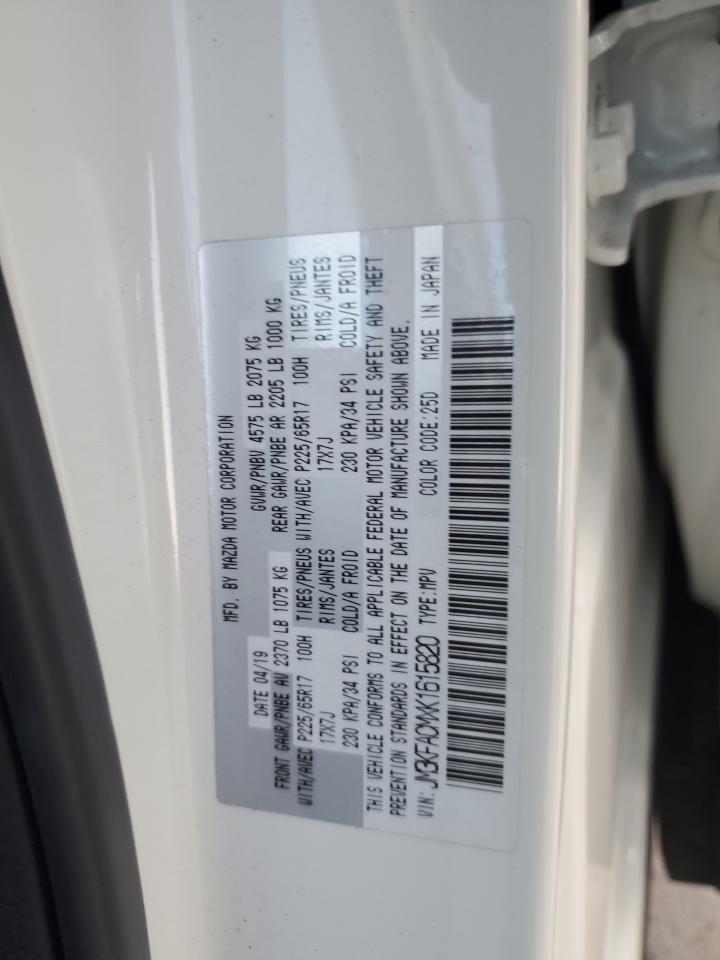 MFD. BY MAZDA MOTOR CORPORATION
DATE 04/19 GVWR/PNBV 4575 LB 2075 KG
FRONT GAWR/PNBE AV 2370 LB 1075 KG REAR GAWR/PNBE AR 2205 LB 1000 KG
WITH/AVEC P225/65R17 100H TIRES/PNEUS WITH/AVEC P225/65R17 100H TIRES/PNEUS
17X7J RIMS/JANTES 17X7J RIMS/JANTES
230 KPA/34 PSI COLD/A FROID 230 KPA/34 PSI COLD/A FROID
THIS VEHICLE CONFORMS TO ALL APPLICABLE FEDERAL MOTOR VEHICLE SAFETY AND THEFT
PREVENTION STANDARDS IN EFFECT ON THE DATE OF MANUFACTURE SHOWN ABOVE.
VIN: JM3KFACMXK1615820 TYPE:MPV COLOR CODE:25D MADE IN JAPAN